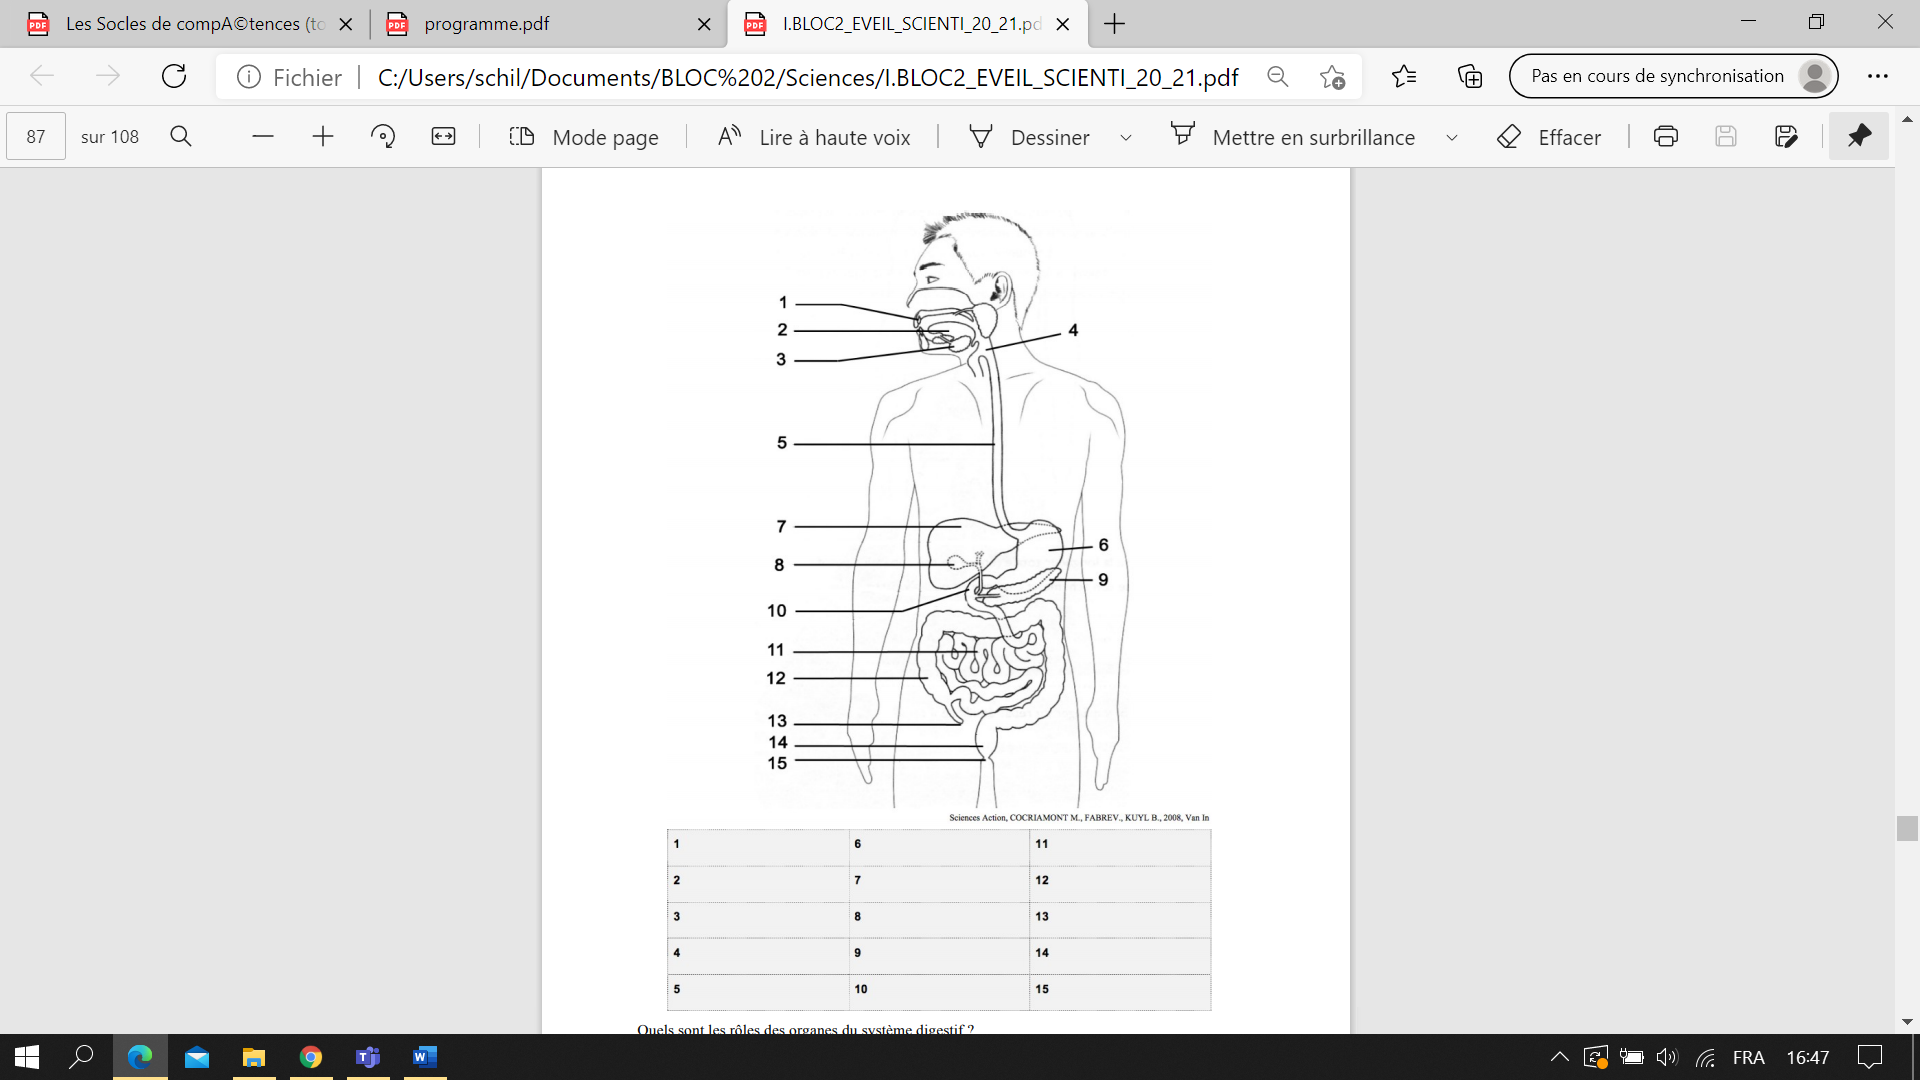 Les Socles de compA©tences (to
programme.pdf
I.BLOC2_EVEIL_SCIENTI_20_21.pd
Fichier
C:/Users/schil/Documents/BLOC%202/Sciences/I.BLOC2_EVEIL_SCIENTI_20_21.pdf
Pas en cours de synchronisation
87 sur 108
Mode page
Lire à haute voix
Dessiner
Mettre en surbrillance
Effacer
1
2
3
4
5
7
6
8
9
10
11
12
13
14
15
Sciences Action, COCRIAMONT M., FABREV., KUYL B., 2008, Van In
1 6 11
2 7 12
3 8 13
4 9 14
5 10 15
Quels sont les rôles des organes du système digestif ?
FRA 16:47